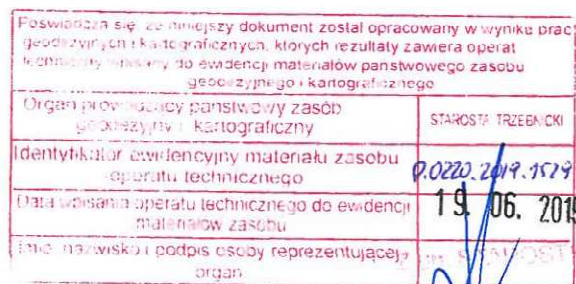 Poświadcza się, że niniejszy dokument został opracowany w wyniku prac
geodezyjnych i kartograficznych, których rezultaty zawiera operat
techniczny wpisany do ewidencji materiałów państwowego zasobu
geodezyjnego i kartograficznego
Organ prowadzący państwowy zasób
geodezyjny i kartograficzny
STAROSTA TRZEBNICKI
Identyfikator ewidencyjny materiału zasobu
operatu technicznego
P.0220.2019.1579
Data wpisania operatu technicznego do ewidencji
materiałów zasobu
19. 06. 2019
Imię, nazwisko i podpis osoby reprezentującej
organ